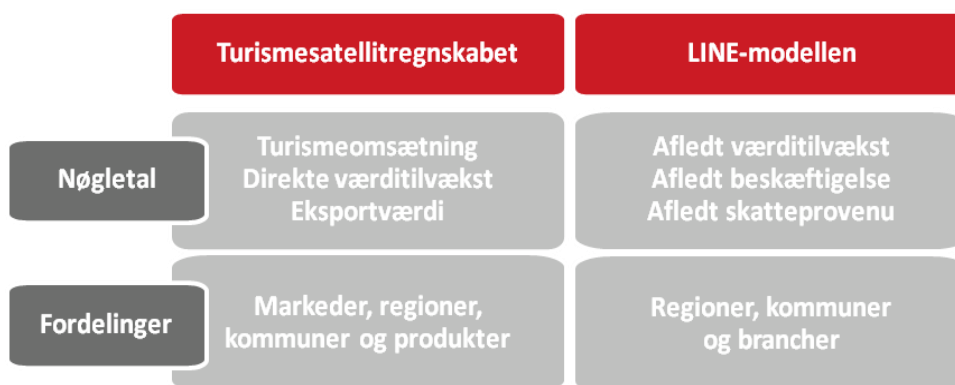 Turismesatellitregnskabet
LINE-modellen
Nøgletal
Turismeomsætning
Direkte værditilvækst
Eksportværdi
Afledt værditilvækst
Afledt beskæftigelse
Afledt skatteprovenu
Fordelinger
Markeder, regioner,
kommuner og produkter
Regioner, kommuner
og brancher